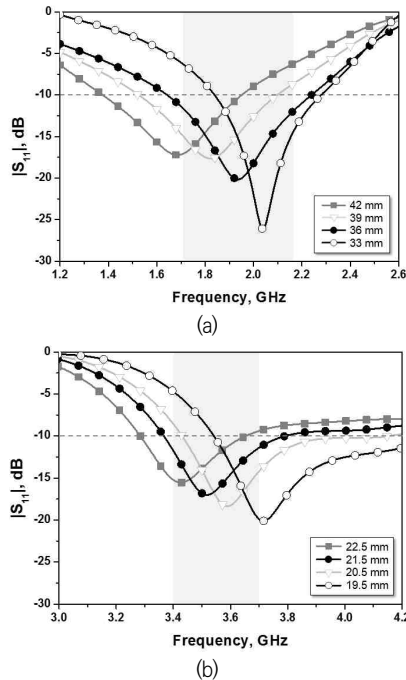 0
-5
-10
-15
-20
-25
-30
|S11|, dB
42 mm
39 mm
36 mm
33 mm
1.2 1.4 1.6 1.8 2.0 2.2 2.4 2.6
Frequency, GHz
(a)
0
-5
-10
-15
-20
-25
-30
|S11|, dB
22.5 mm
21.5 mm
20.5 mm
19.5 mm
3.0 3.2 3.4 3.6 3.8 4.0 4.2
Frequency, GHz
(b)